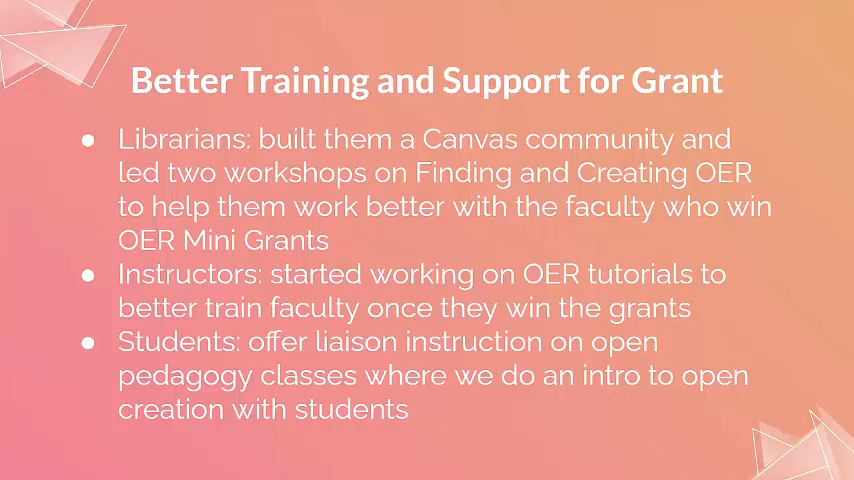 Better Training and Support for Grant
● Librarians: built them a Canvas community and
led two workshops on Finding and Creating OER
to help them work better with the faculty who win
OER Mini Grants
● Instructors: started working on OER tutorials to
better train faculty once they win the grants
● Students: offer liaison instruction on open
pedagogy classes where we do an intro to open
creation with students